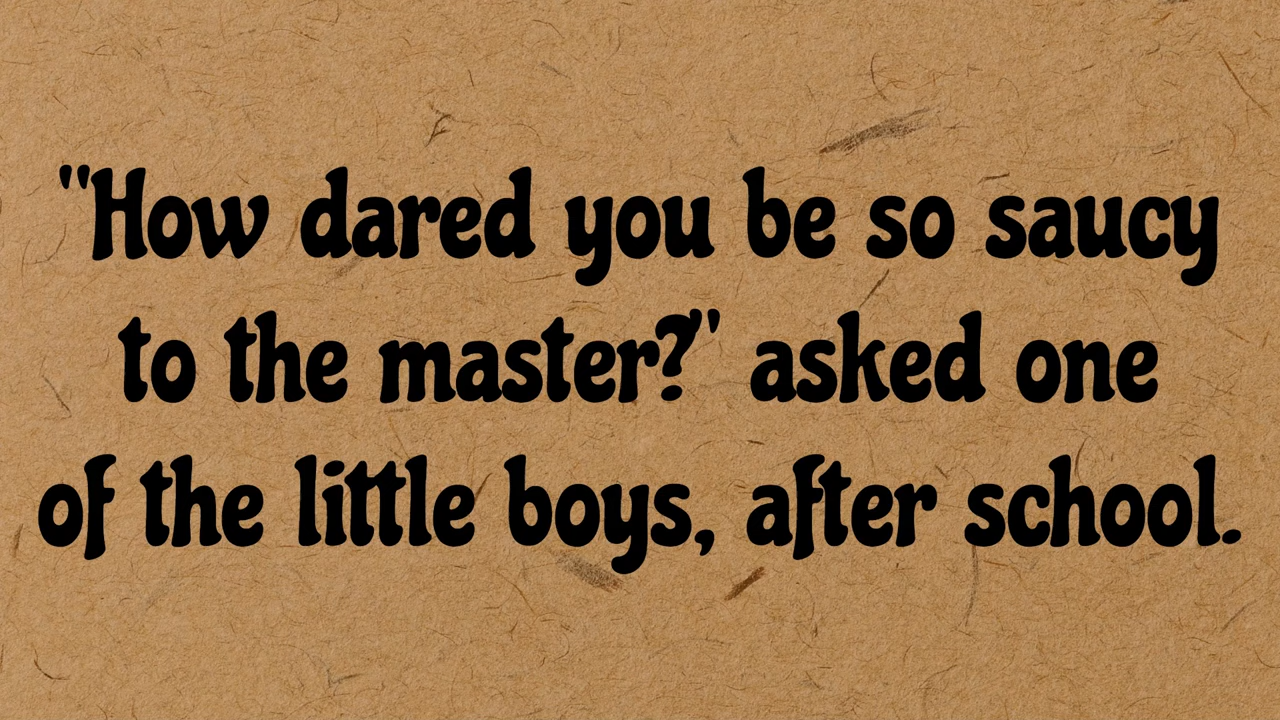 "How dared you be so saucy
to the master?" asked one
of the little boys, after school.